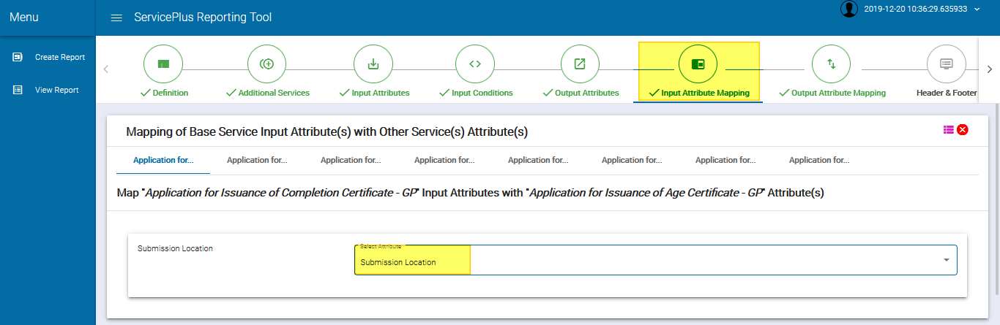 Menu
ServicePlus Reporting Tool
2019-12-20 10:36:29.635933
Create Report
View Report
Definition
Additional Services
Input Attributes
Input Conditions
Output Attributes
Input Attribute Mapping
Output Attribute Mapping
Header & Footer
Mapping of Base Service Input Attribute(s) with Other Service(s) Attribute(s)
Application for... Application for... Application for... Application for... Application for... Application for... Application for... Application for...
Map "Application for Issuance of Completion Certificate - GP" Input Attributes with "Application for Issuance of Age Certificate - GP" Attribute(s)
Submission Location
Select Attribute
Submission Location